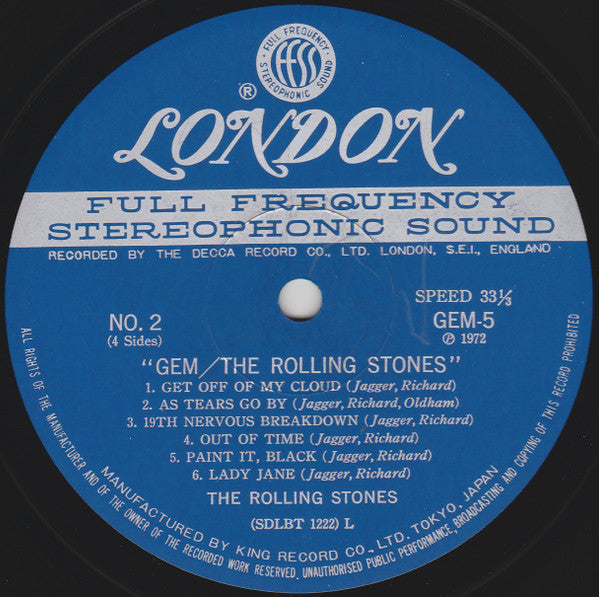 FULL FREQUENCY
ffss
STEREOPHONIC SOUND
® LONDON
FULL FREQUENCY
STEREOPHONIC SOUND
RECORDED BY THE DECCA RECORD CO., LTD. LONDON, S.E.I., ENGLAND
SPEED 33⅓
NO. 2 GEM-5
(4 Sides) Ⓟ 1972
"GEM/THE ROLLING STONES"
1. GET OFF OF MY CLOUD (Jagger, Richard)
2. AS TEARS GO BY (Jagger, Richard, Oldham)
3. 19TH NERVOUS BREAKDOWN (Jagger, Richard)
4. OUT OF TIME (Jagger, Richard)
5. PAINT IT, BLACK (Jagger, Richard)
6. LADY JANE (Jagger, Richard)
THE ROLLING STONES
(SDLBT 1222) L
MANUFACTURED BY KING RECORD CO., LTD. TOKYO, JAPAN
ALL RIGHTS OF THE MANUFACTURER AND OF THE OWNER OF THE RECORDED WORK RESERVED. UNAUTHORISED PUBLIC PERFORMANCE, BROADCASTING AND COPYING OF THIS RECORD PROHIBITED